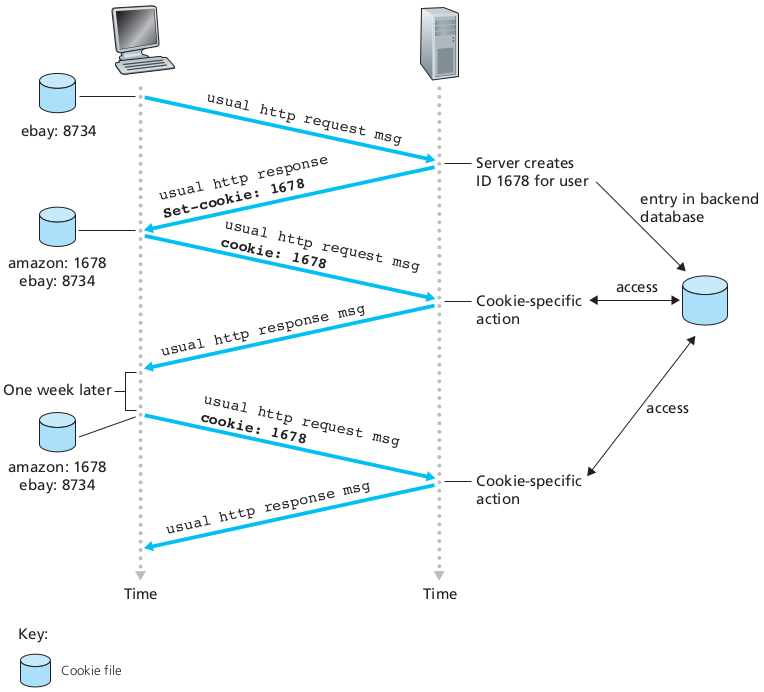 usual http request msg
ebay: 8734
Server creates
ID 1678 for user
usual http response
Set-cookie: 1678
entry in backend
database
usual http request msg
cookie: 1678
amazon: 1678
ebay: 8734
access
Cookie-specific
action
usual http response msg
One week later
usual http request msg
cookie: 1678
access
amazon: 1678
ebay: 8734
Cookie-specific
action
usual http response msg
Time
Time
Key:
Cookie file